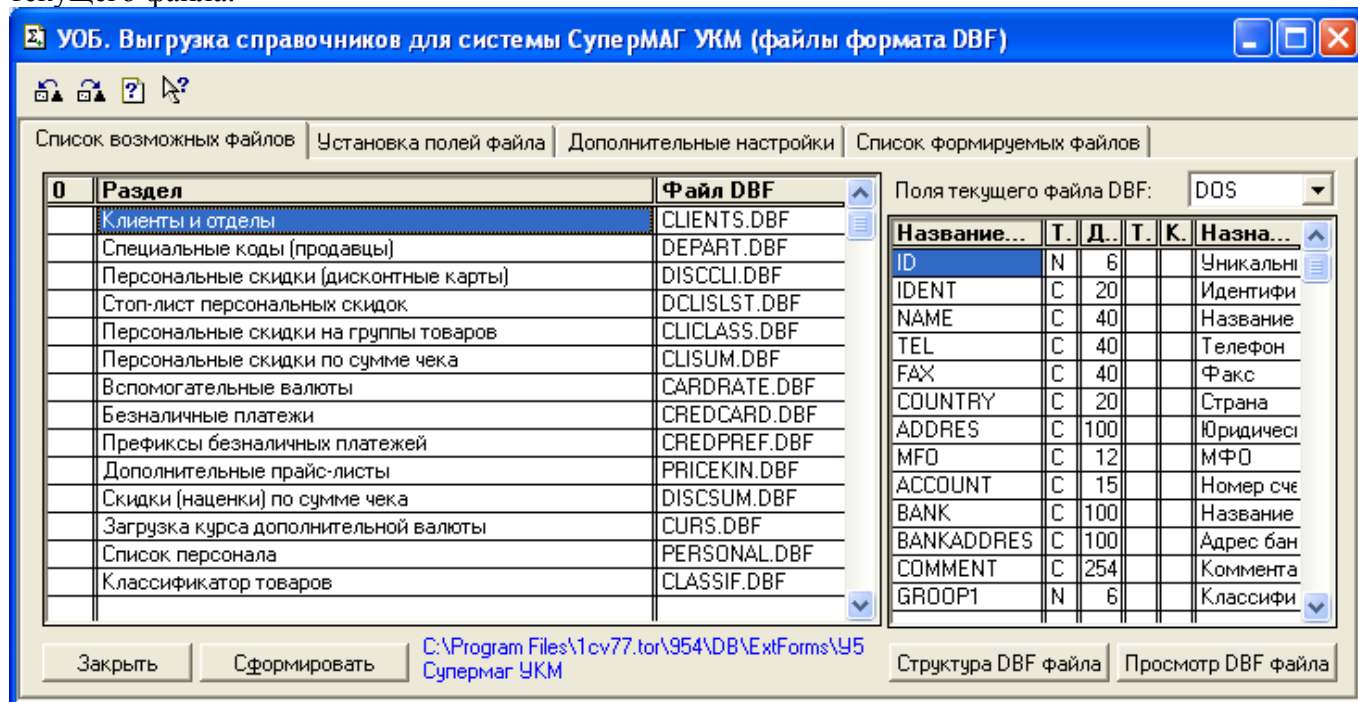 текущего файла.
УОБ. Выгрузка справочников для системы СуперМАГ УКМ (файлы формата DBF)
Список возможных файлов Установка полей файла Дополнительные настройки Список формируемых файлов
0 Раздел Файл DBF
Клиенты и отделы CLIENTS.DBF
Специальные коды (продавцы) DEPART.DBF
Персональные скидки (дисконтные карты) DISCCLI.DBF
Стоп-лист персональных скидок DCLISLST.DBF
Персональные скидки на группы товаров CLICLASS.DBF
Персональные скидки по сумме чека CLISUM.DBF
Вспомогательные валюты CARDRATE.DBF
Безналичные платежи CREDCARD.DBF
Префиксы безналичных платежей CREDPREF.DBF
Дополнительные прайс-листы PRICEKIN.DBF
Скидки (наценки) по сумме чека DISCSUM.DBF
Загрузка курса дополнительной валюты CURS.DBF
Список персонала PERSONAL.DBF
Классификатор товаров CLASSIF.DBF
Поля текущего файла DBF: DOS
Название... Т. Д.. Т. К. Назна...
ID N 6 Уникальн
IDENT C 20 Идентифи
NAME C 40 Название
TEL C 40 Телефон
FAX C 40 Факс
COUNTRY C 20 Страна
ADDRES C 100 Юридичес
MFO C 12 МФО
ACCOUNT C 15 Номер сче
BANK C 100 Название
BANKADDRES C 100 Адрес бан
COMMENT C 254 Коммента
GROOP1 N 6 Классифи
Закрыть Сформировать
C:\Program Files\1cv77.tor\954\DB\ExtForms\У5
Супермаг УКМ
Структура DBF файла Просмотр DBF файла